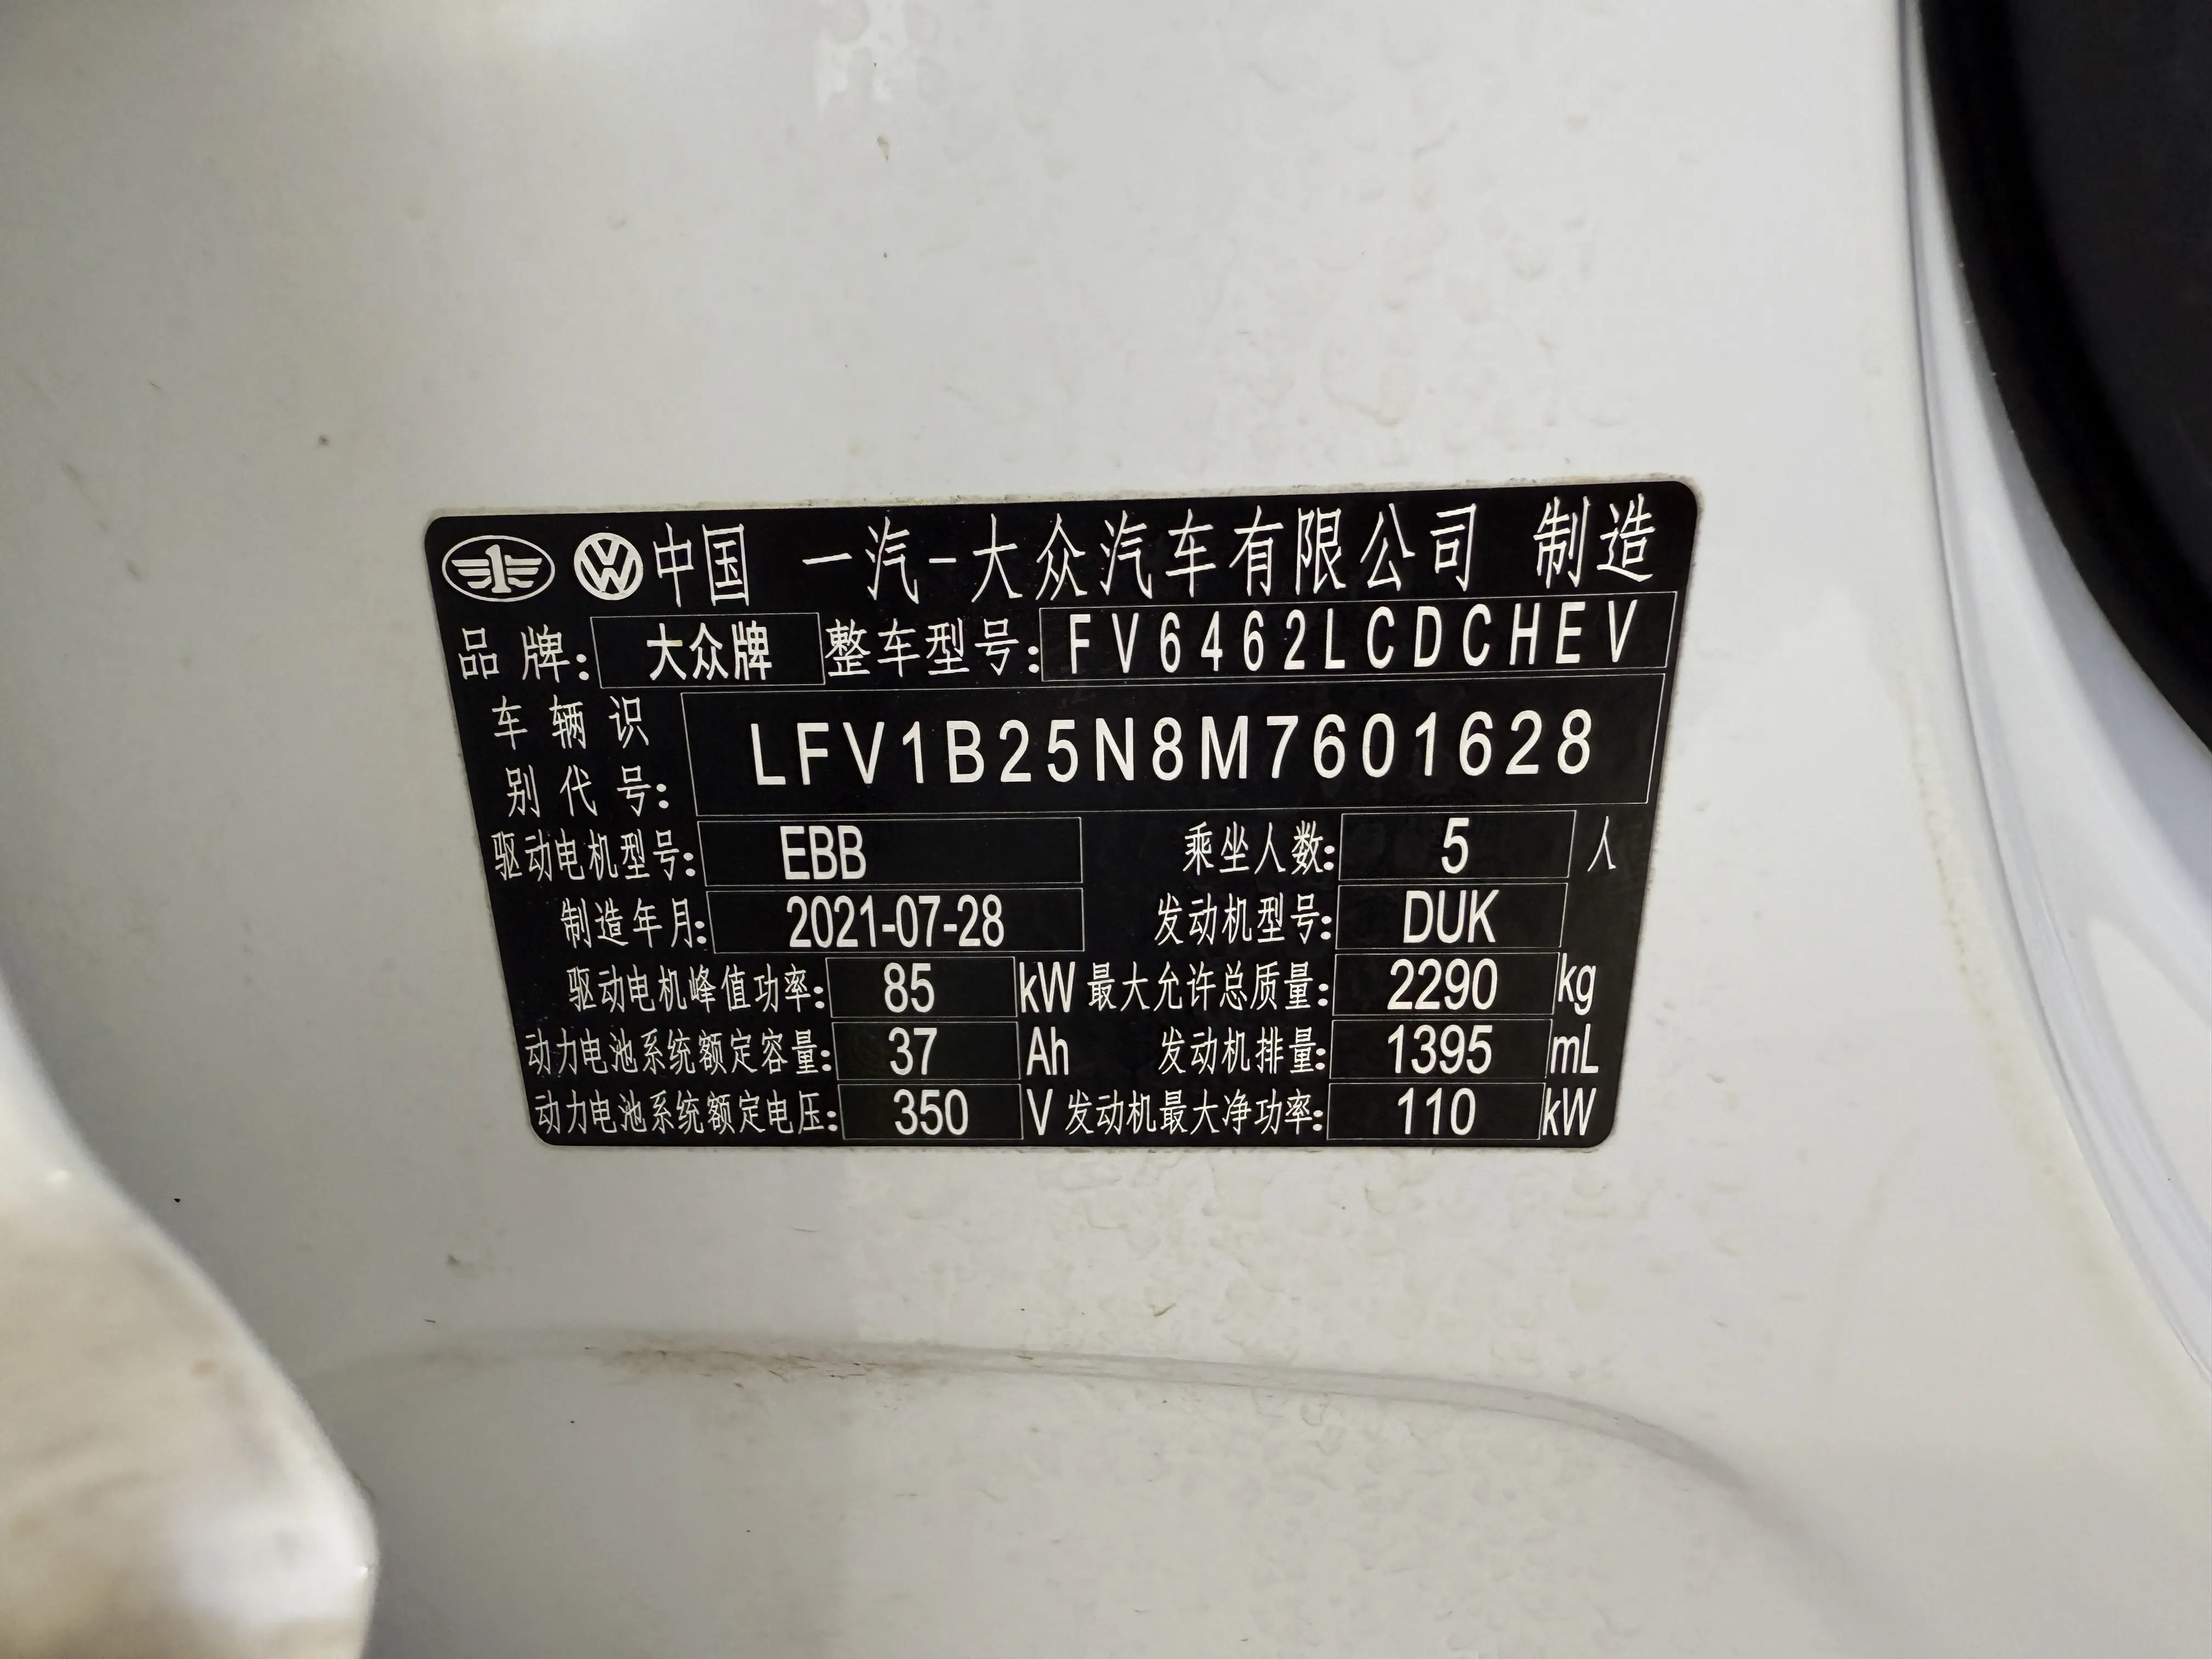 中国 一汽-大众汽车有限公司 制造
品牌: 大众牌 整车型号: FV6462LCDCHEV
车辆识别代号: LFV1B25N8M7601628
驱动电机型号: EBB 乘坐人数: 5 人
制造年月: 2021-07-28 发动机型号: DUK
驱动电机峰值功率: 85 kW 最大允许总质量: 2290 kg
动力电池系统额定容量: 37 Ah 发动机排量: 1395 mL
动力电池系统额定电压: 350 V 发动机最大净功率: 110 kW